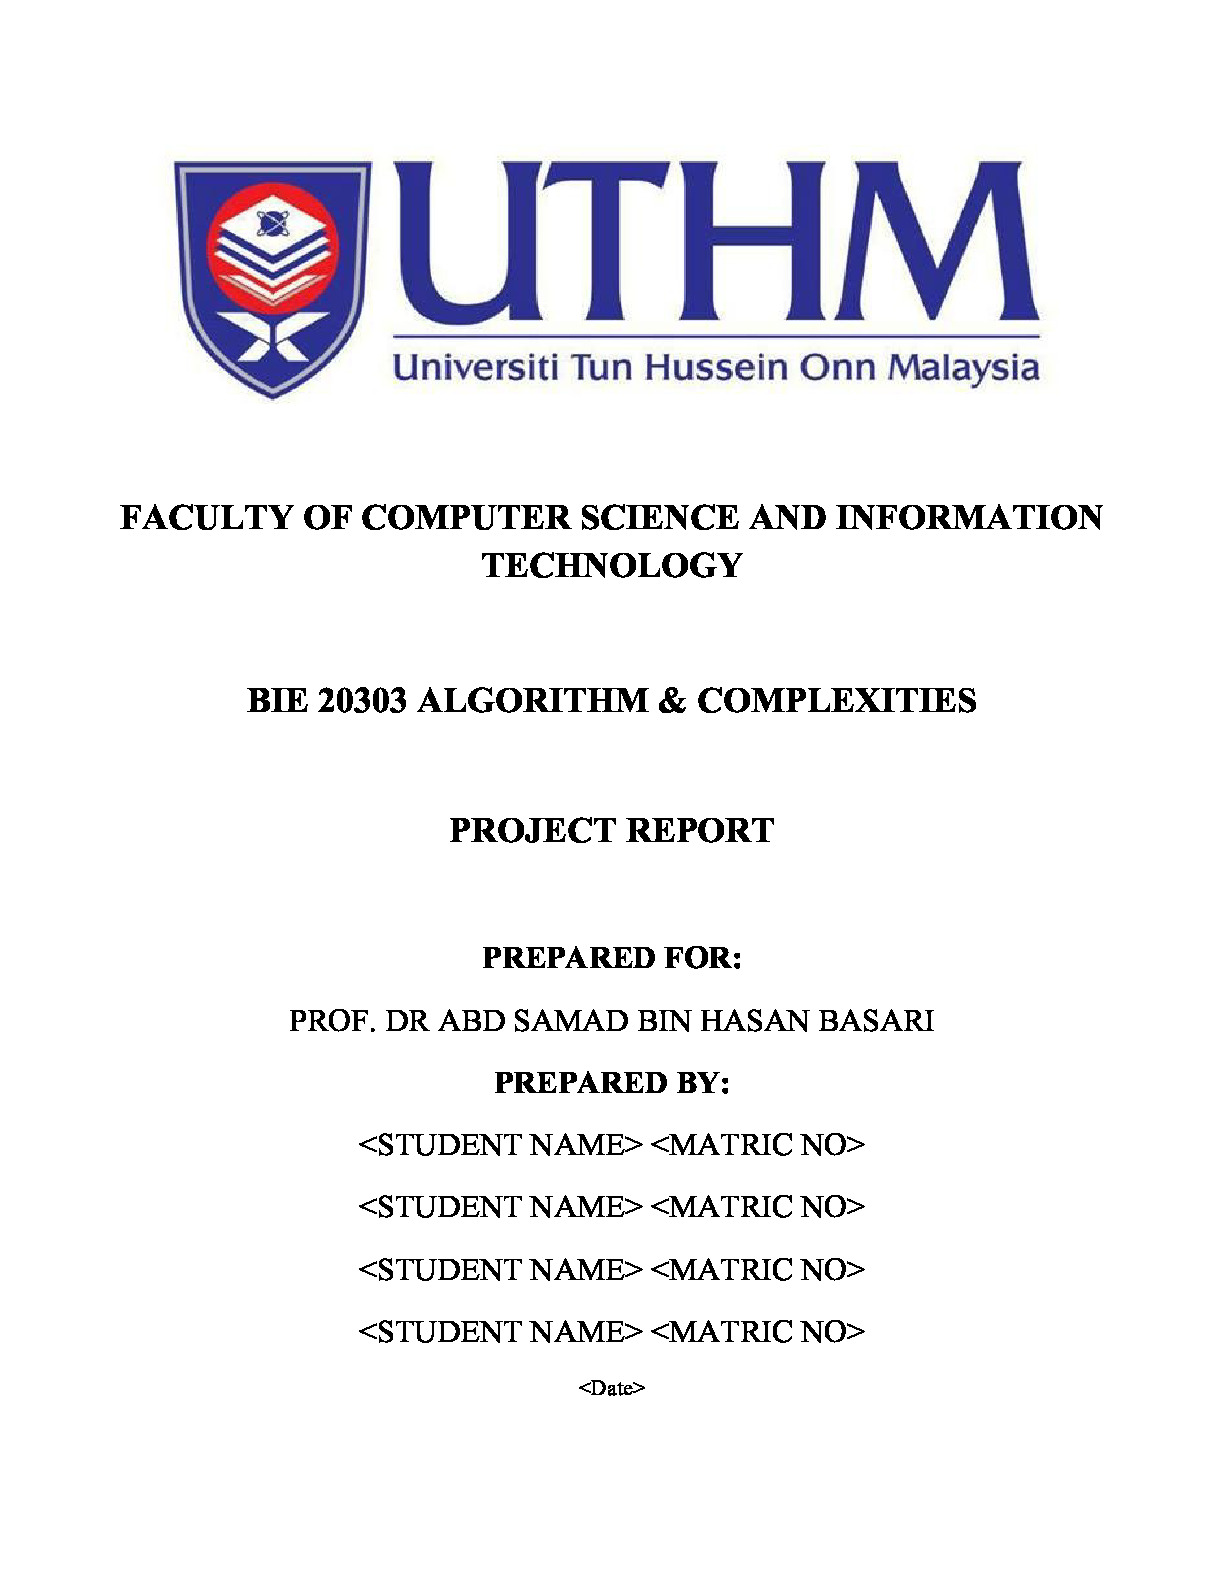 UTHM
Universiti Tun Hussein Onn Malaysia
FACULTY OF COMPUTER SCIENCE AND INFORMATION
TECHNOLOGY
BIE 20303 ALGORITHM & COMPLEXITIES
PROJECT REPORT
PREPARED FOR:
PROF. DR ABD SAMAD BIN HASAN BASARI
PREPARED BY:
<STUDENT NAME> <MATRIC NO>
<STUDENT NAME> <MATRIC NO>
<STUDENT NAME> <MATRIC NO>
<STUDENT NAME> <MATRIC NO>
<Date>